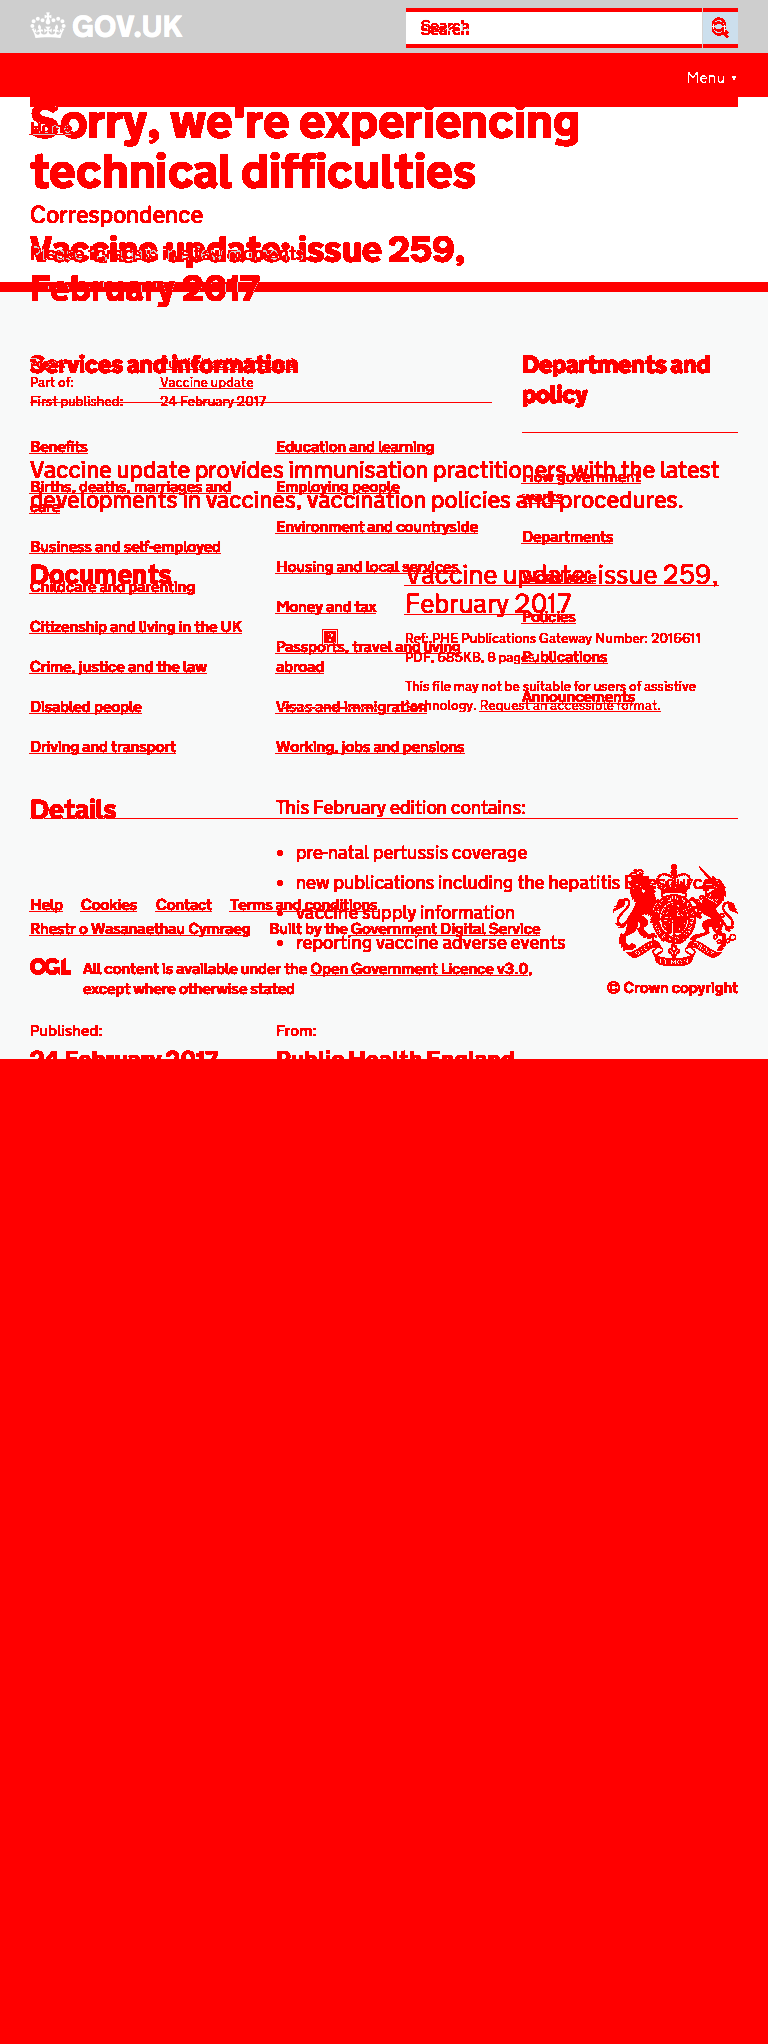 GOV.UK
Search
Search
Menu
Home
Sorry, we're experiencing
technical difficulties
Correspondence
Vaccine update: issue 259,
February 2017
Services and information
Departments and
policy
Part of:
Vaccine update
First published:
24 February 2017
Benefits
Education and learning
Vaccine update provides immunisation practitioners with the latest
How government
works
Births, deaths, marriages and
care
Employing people
developments in vaccines, vaccination policies and procedures.
Environment and countryside
Departments
Business and self-employed
Housing and local services
Documents
Vaccine update: issue 259,
February 2017
Childcare and parenting
Money and tax
Policies
Citizenship and living in the UK
Ref: PHE Publications Gateway Number: 2016611
PDF, 685KB, 8 pages
Passports, travel and living
abroad
Publications
Crime, justice and the law
This file may not be suitable for users of assistive
technology. Request an accessible format.
Announcements
Disabled people
Visas and immigration
Driving and transport
Working, jobs and pensions
Details
This February edition contains:
pre-natal pertussis coverage
new publications including the hepatitis B resources
vaccine supply information
reporting vaccine adverse events
Help
Cookies
Contact
Terms and conditions
Rhestr o Wasanaethau Cymraeg
Built by the Government Digital Service
OGL
All content is available under the Open Government Licence v3.0,
except where otherwise stated
© Crown copyright
Published:
From:
24 February 2017
Public Health England